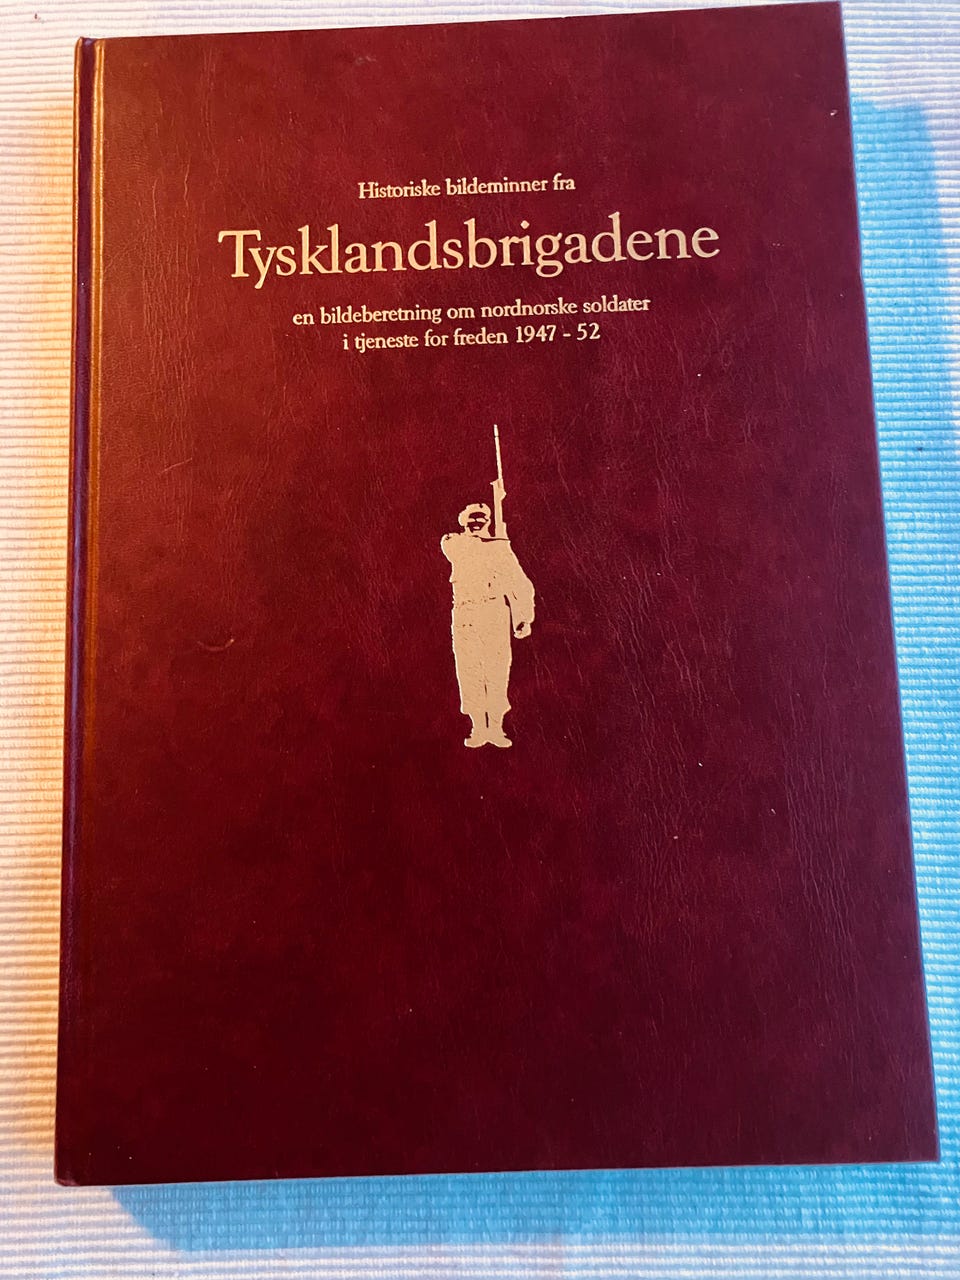 Historiske bildeminner fra
Tysklandsbrigadene
en bildeberetning om nordnorske soldater
i tjeneste for freden 1947 - 52